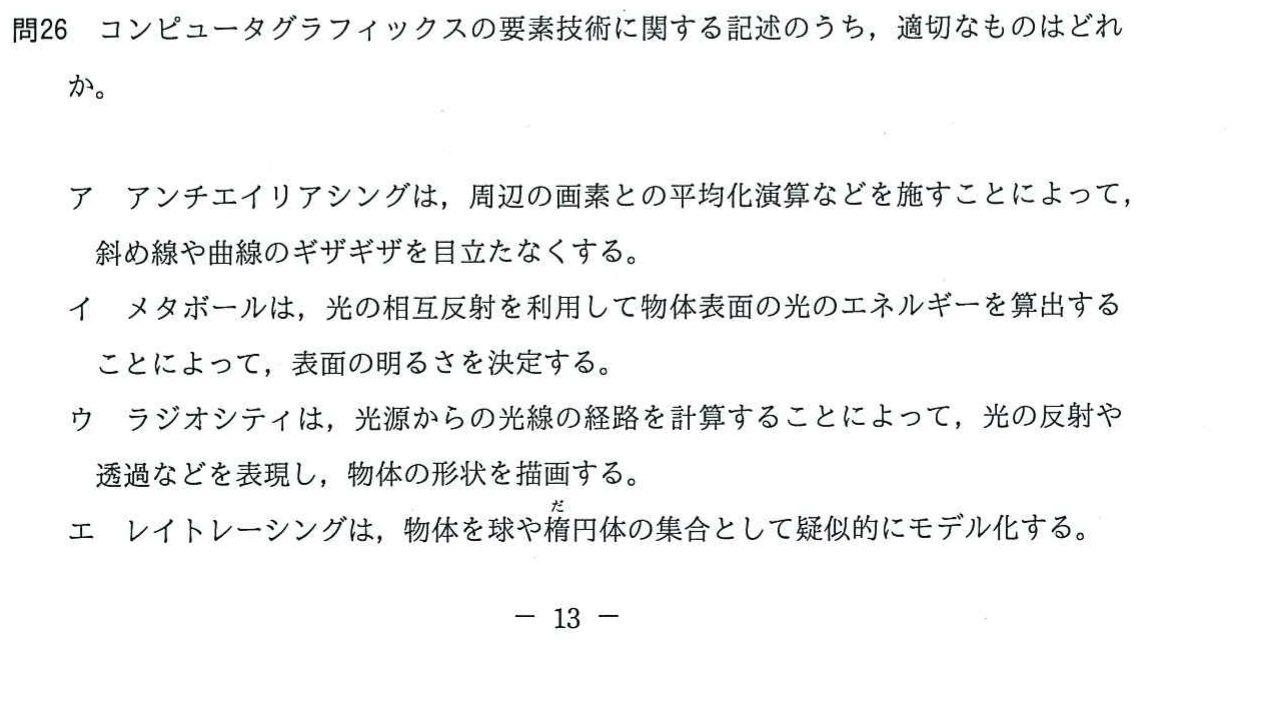 問26　コンピュータグラフィックスの要素技術に関する記述のうち，適切なものはどれ
か。
ア　アンチエイリアシングは，周辺の画素との平均化演算などを施すことによって，
斜め線や曲線のギザギザを目立たなくする。
イ　メタボールは，光の相互反射を利用して物体表面の光のエネルギーを算出する
ことによって，表面の明るさを決定する。
ウ　ラジオシティは，光源からの光線の経路を計算することによって，光の反射や
透過などを表現し，物体の形状を描画する。
だ
エ　レイトレーシングは，物体を球や楕円体の集合として疑似的にモデル化する。
－ 13 －